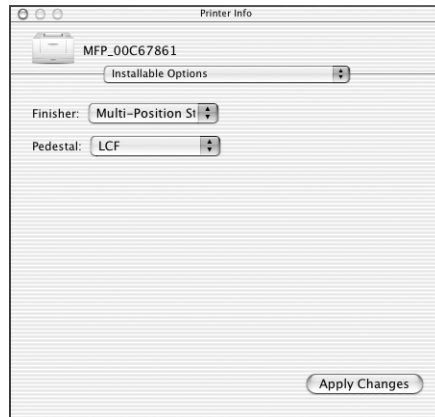 Printer Info
MFP_00C67861
Installable Options
Finisher: Multi-Position St
Pedestal: LCF
Apply Changes